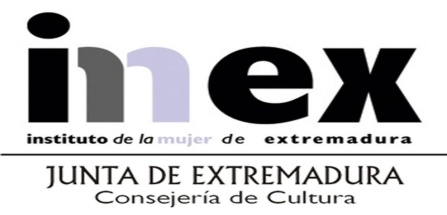 imex
instituto de la mujer de extremadura
JUNTA DE EXTREMADURA
Consejería de Cultura